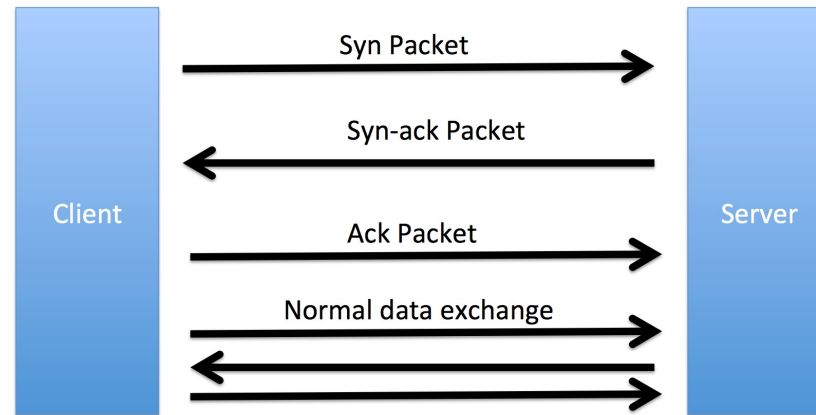 Syn Packet
Syn-ack Packet
Client
Server
Ack Packet
Normal data exchange